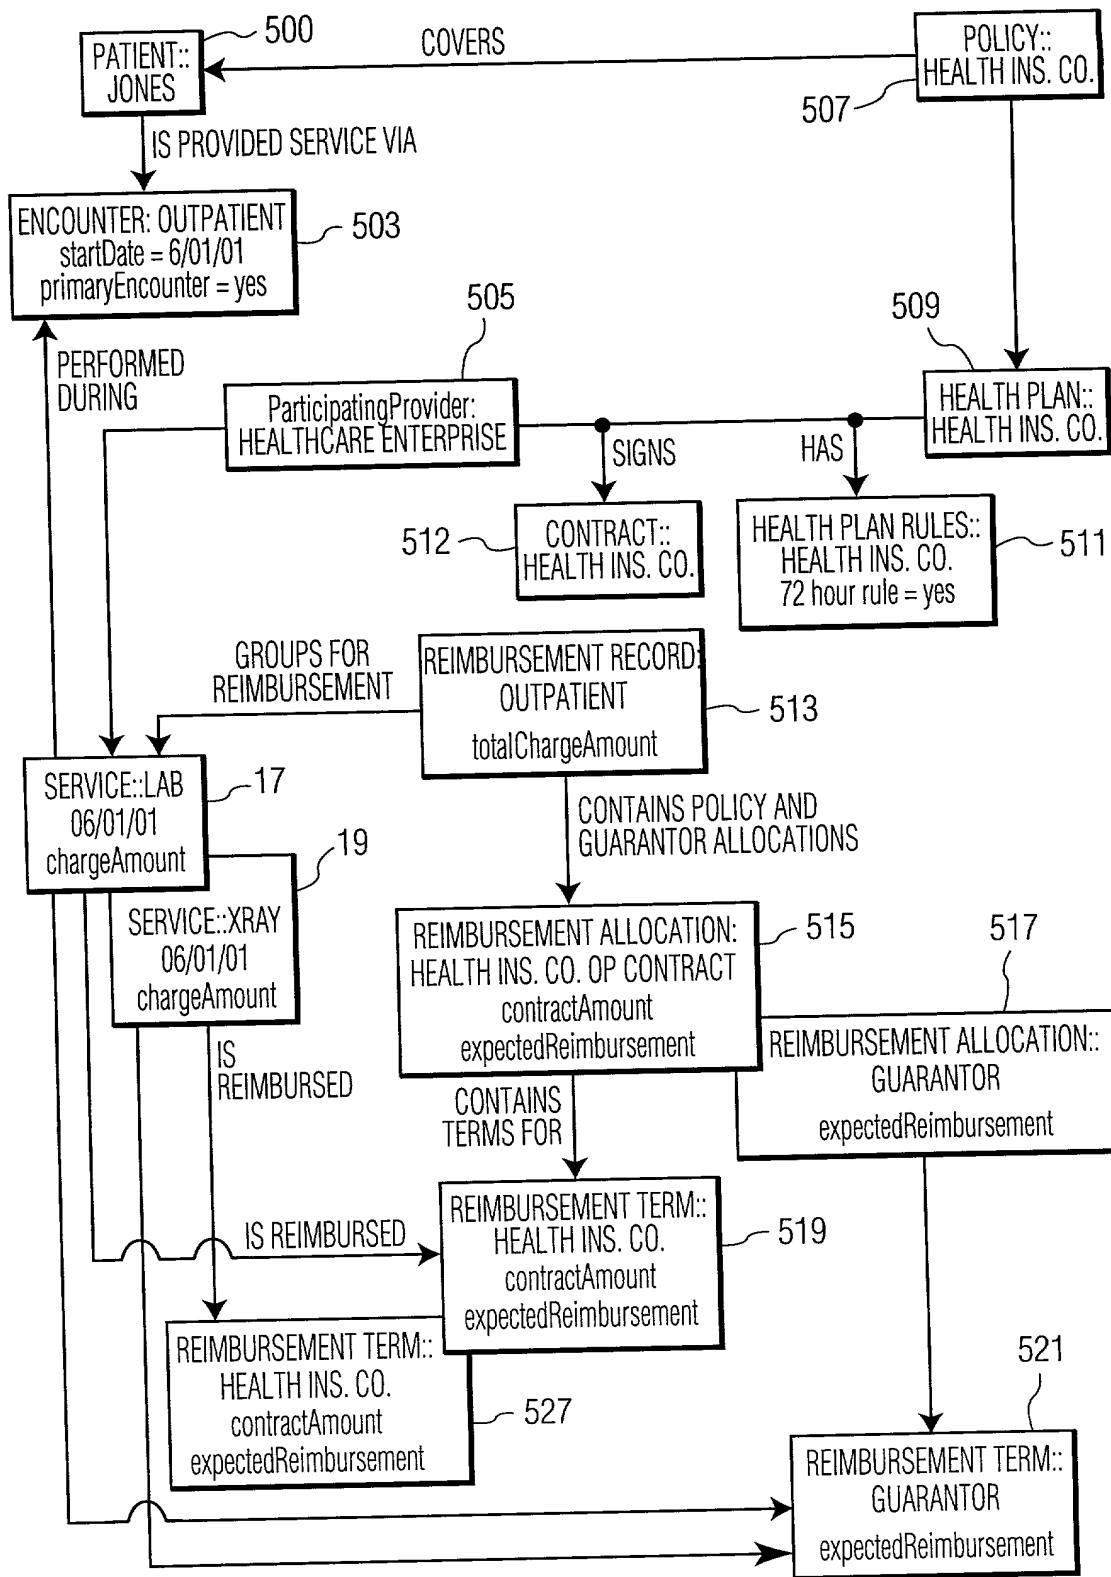 500
PATIENT::
JONES
COVERS
POLICY::
HEALTH INS. CO.
507
IS PROVIDED SERVICE VIA
ENCOUNTER: OUTPATIENT
startDate = 6/01/01
primaryEncounter = yes
503
505
509
PERFORMED
DURING
ParticipatingProvider:
HEALTHCARE ENTERPRISE
HEALTH PLAN::
HEALTH INS. CO.
SIGNS
HAS
512
CONTRACT::
HEALTH INS. CO.
HEALTH PLAN RULES::
HEALTH INS. CO.
72 hour rule = yes
511
GROUPS FOR
REIMBURSEMENT
REIMBURSEMENT RECORD:
OUTPATIENT
totalChargeAmount
513
SERVICE::LAB
06/01/01
chargeAmount
17
CONTAINS POLICY AND
GUARANTOR ALLOCATIONS
19
SERVICE::XRAY
06/01/01
chargeAmount
REIMBURSEMENT ALLOCATION:
HEALTH INS. CO. OP CONTRACT
contractAmount
expectedReimbursement
515
517
REIMBURSEMENT ALLOCATION::
GUARANTOR
expectedReimbursement
IS
REIMBURSED
CONTAINS
TERMS FOR
IS REIMBURSED
REIMBURSEMENT TERM::
HEALTH INS. CO.
contractAmount
expectedReimbursement
519
REIMBURSEMENT TERM::
HEALTH INS. CO.
contractAmount
expectedReimbursement
527
521
REIMBURSEMENT TERM::
GUARANTOR
expectedReimbursement